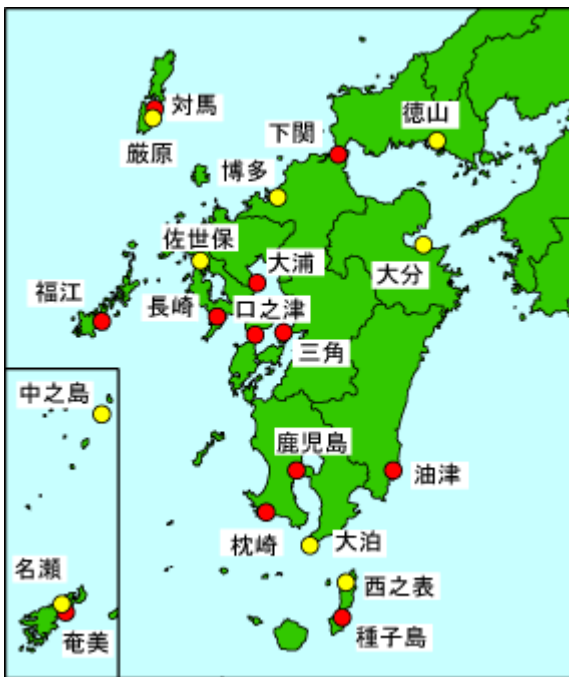 対馬
厳原
下関
徳山
博多
佐世保
大浦
大分
福江
長崎
口之津
三角
中之島
鹿児島
油津
枕崎
大泊
名瀬
西之表
奄美
種子島